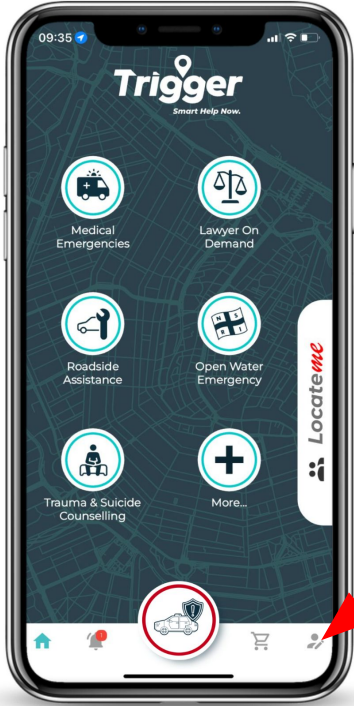 09:35
Trigger
Smart Help Now.
Medical
Emergencies
Lawyer On
Demand
N S
R I
Roadside
Assistance
Open Water
Emergency
Locateme
Trauma & Suicide
Counselling
More...
1